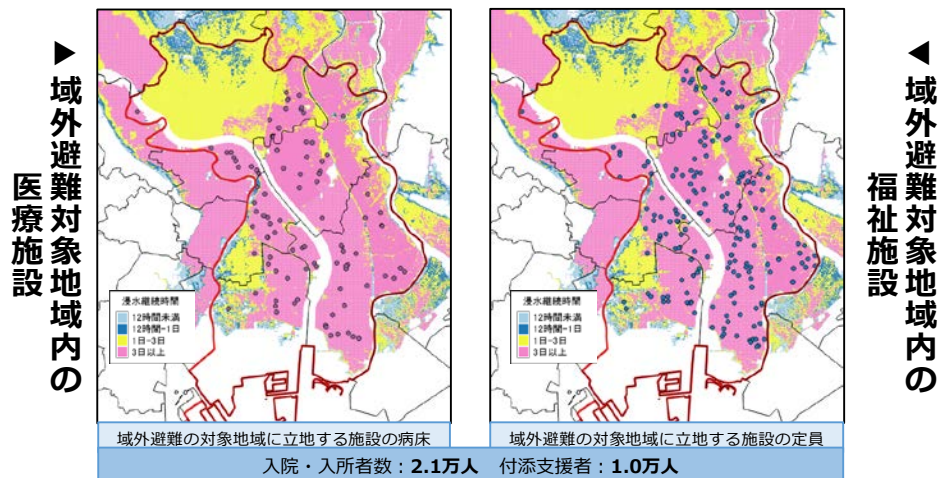 ▶域外避難対象地域内の
医療施設
浸水継続時間
12時間未満
12時間-1日
1日-3日
3日以上
域外避難の対象地域に立地する施設の病床
◀域外避難対象地域内の
福祉施設
浸水継続時間
12時間未満
12時間-1日
1日-3日
3日以上
域外避難の対象地域に立地する施設の定員
入院・入所者数：2.1万人　付添支援者：1.0万人